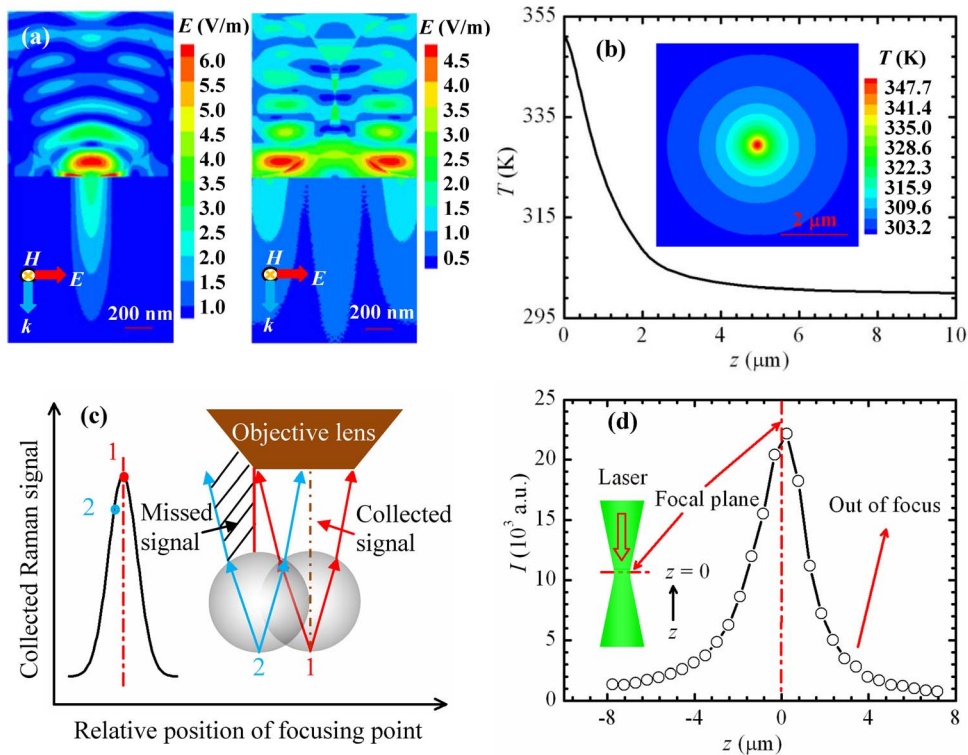 (a)
E (V/m)
6.0
5.5
5.0
4.5
4.0
3.5
3.0
2.5
2.0
1.5
1.0
H
E
k
200 nm
E (V/m)
4.5
4.0
3.5
3.0
2.5
2.0
1.5
1.0
0.5
H
E
k
200 nm
(b)
T (K)
355
335
315
295
0
2
4
6
8
10
z (μm)
T (K)
347.7
341.4
335.0
328.6
322.3
315.9
309.6
303.2
2 μm
(c)
Collected Raman signal
1
2
Objective lens
Missed
signal
Collected
signal
2
1
Relative position of focusing point
(d)
I (10³ a.u.)
25
20
15
10
5
0
-8
-4
0
4
8
z (μm)
Laser
Focal plane
z = 0
z
Out of focus